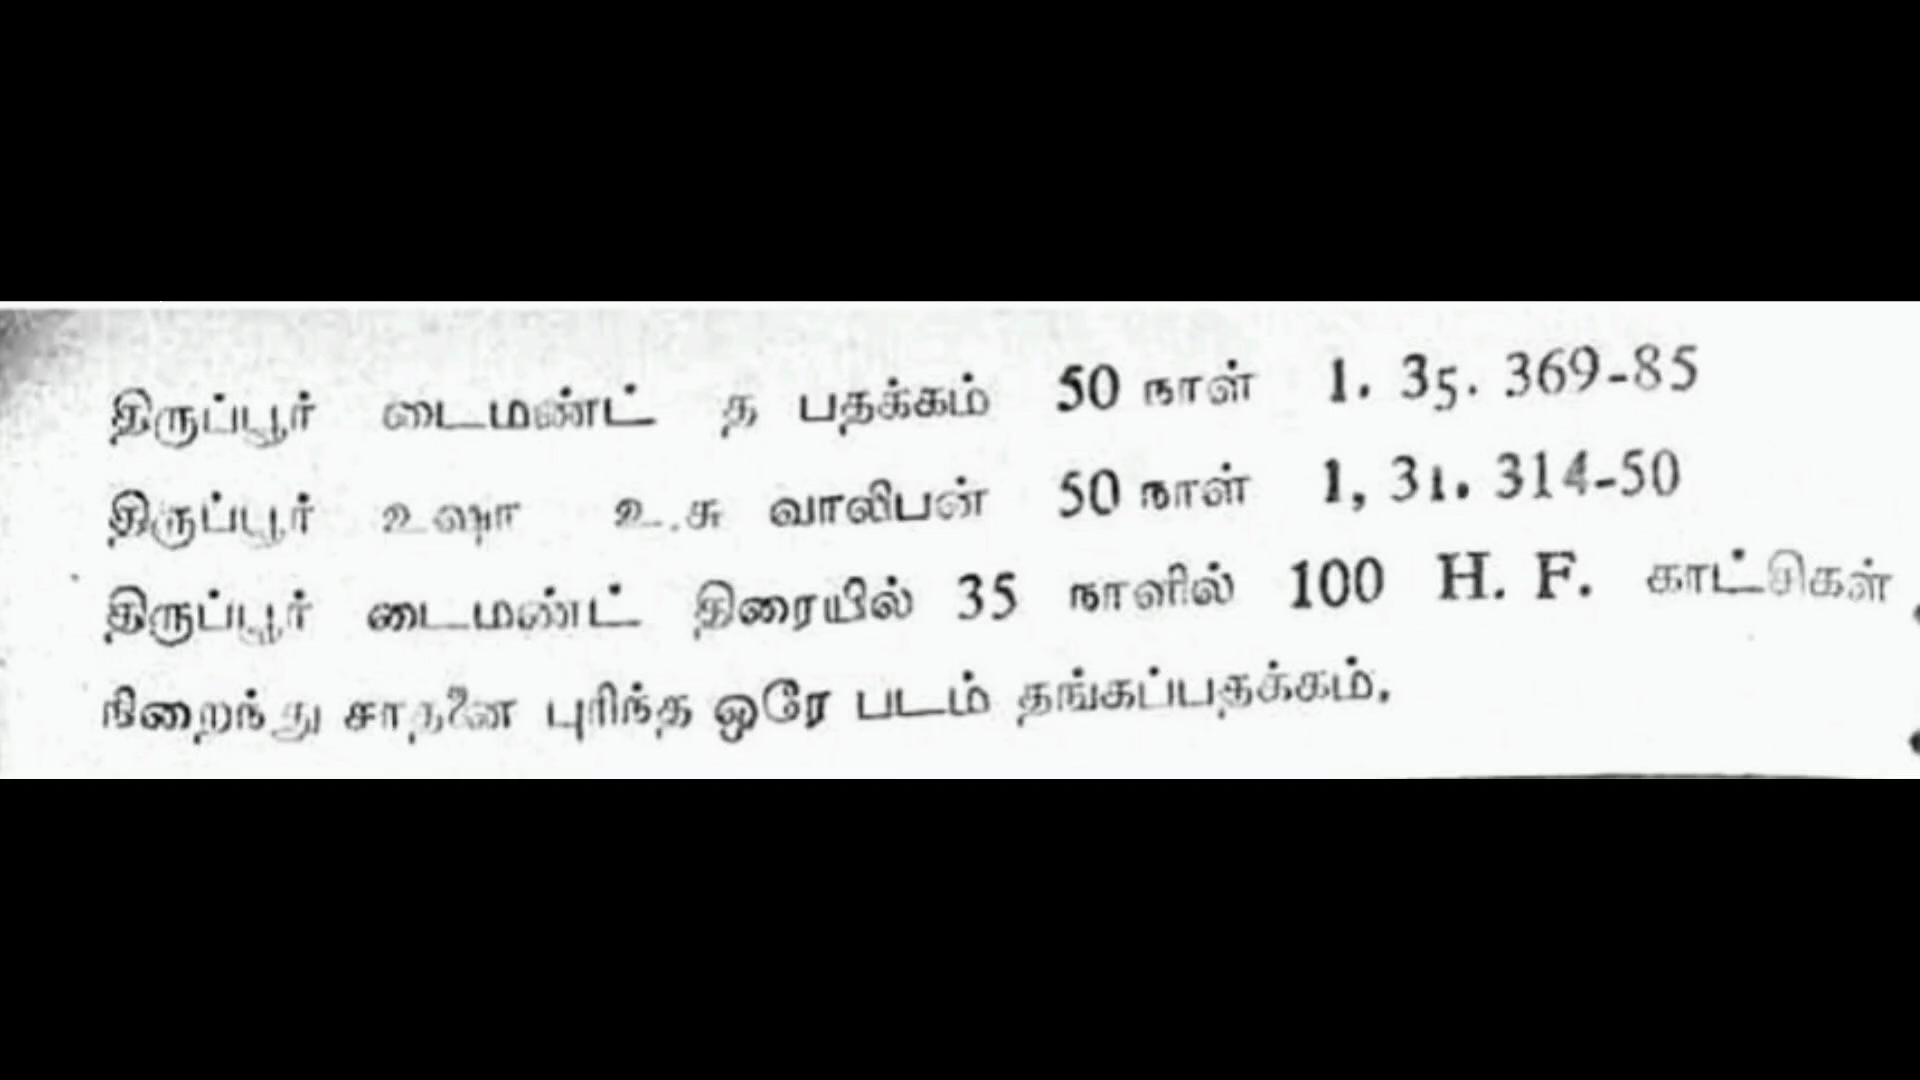 திருப்பூர் டைமண்ட் த பதக்கம் 50 நாள் 1. 35. 369-85
திருப்பூர் உஷா உ.சு வாலிபன் 50 நாள் 1, 31. 314-50
திருப்பூர் டைமண்ட் திரையில் 35 நாளில் 100 H. F. காட்சிகள்
நிறைந்து சாதனை புரிந்த ஒரே படம் தங்கப்பதக்கம்.